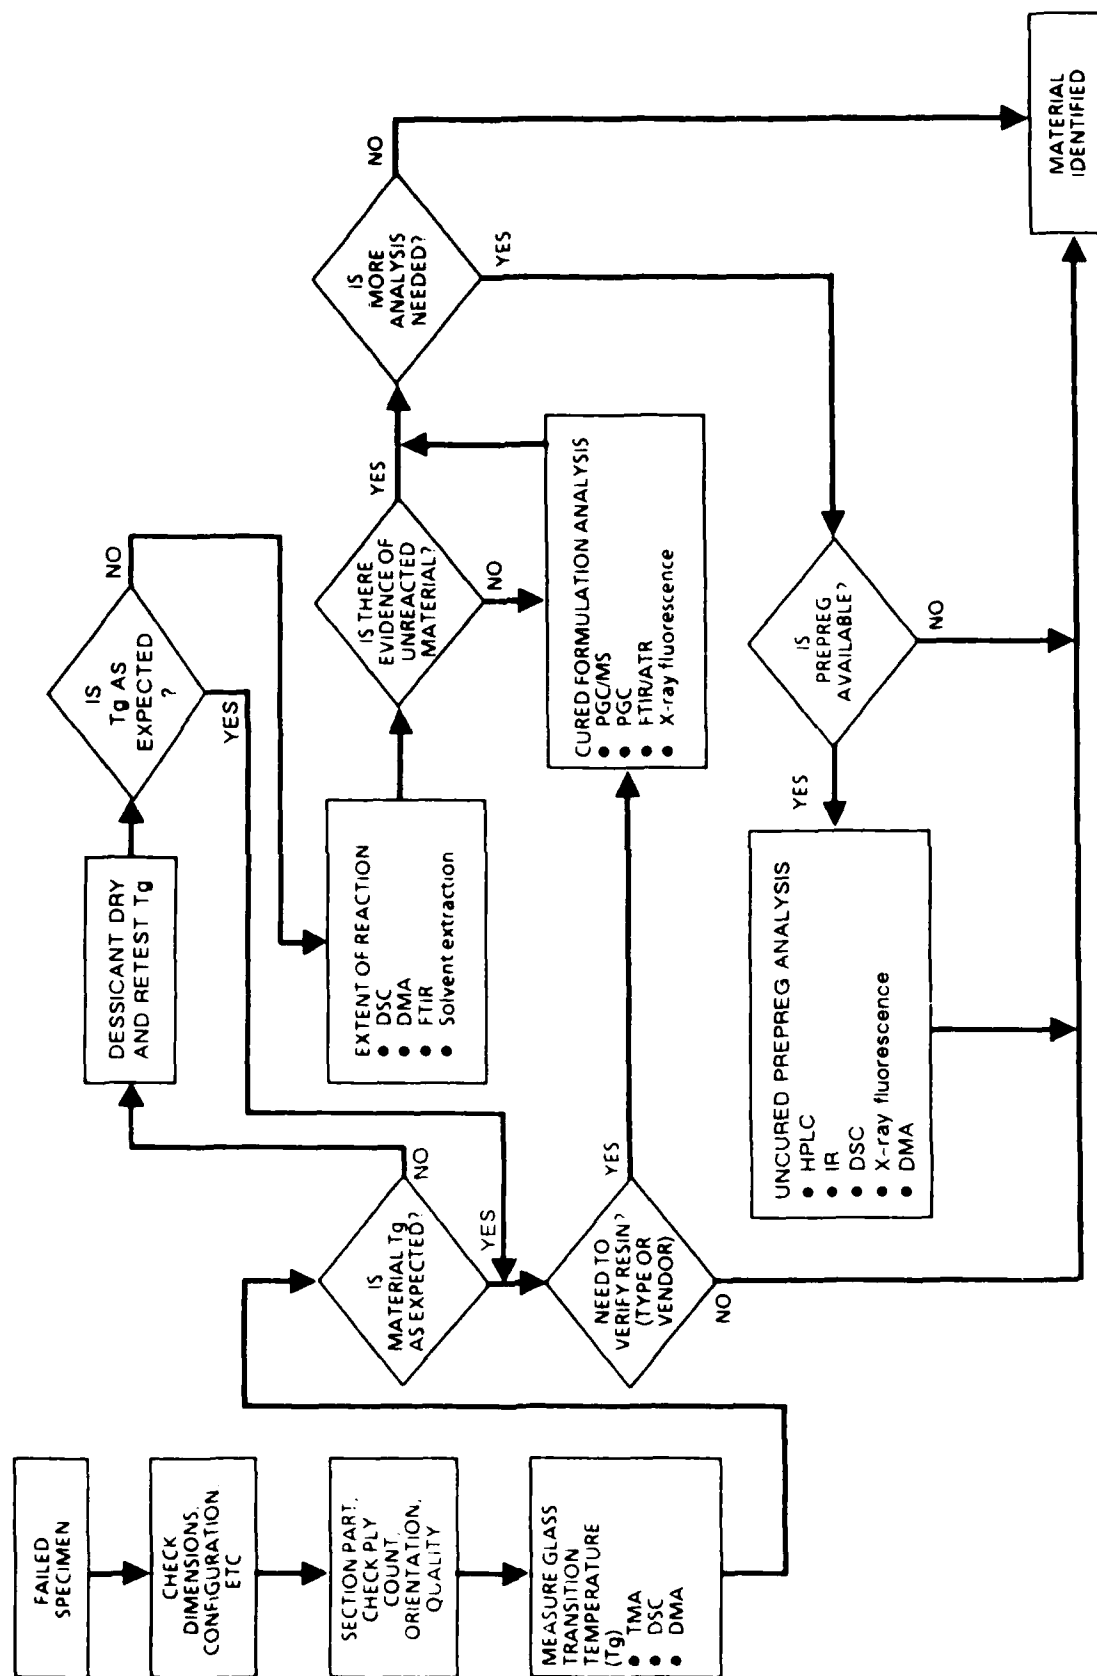 FAILED
SPECIMEN
CHECK
DIMENSIONS,
CONFIGURATION
ETC
SECTION PART,
CHECK PLY
COUNT,
ORIENTATION,
QUALITY
MEASURE GLASS
TRANSITION
TEMPERATURE
(Tg)
● TMA
● DSC
● DMA
IS
MATERIAL Tg
AS EXPECTED?
NO
YES
DESSICANT DRY
AND RETEST Tg
IS
Tg AS
EXPECTED
?
NO
YES
NEED TO
VERIFY RESIN?
(TYPE OR
VENDOR)
YES
NO
EXTENT OF REACTION
● DSC
● DMA
● FTIR
● Solvent extraction
IS THERE
EVIDENCE OF
UNREACTED
MATERIAL?
YES
NO
CURED FORMULATION ANALYSIS
● PGC/MS
● PGC
● FTIR/ATR
● X-ray fluorescence
IS
MORE
ANALYSIS
NEEDED?
NO
YES
IS
PREPREG
AVAILABLE?
YES
NO
UNCURED PREPREG ANALYSIS
● HPLC
● IR
● DSC
● X-ray fluorescence
● DMA
MATERIAL
IDENTIFIED